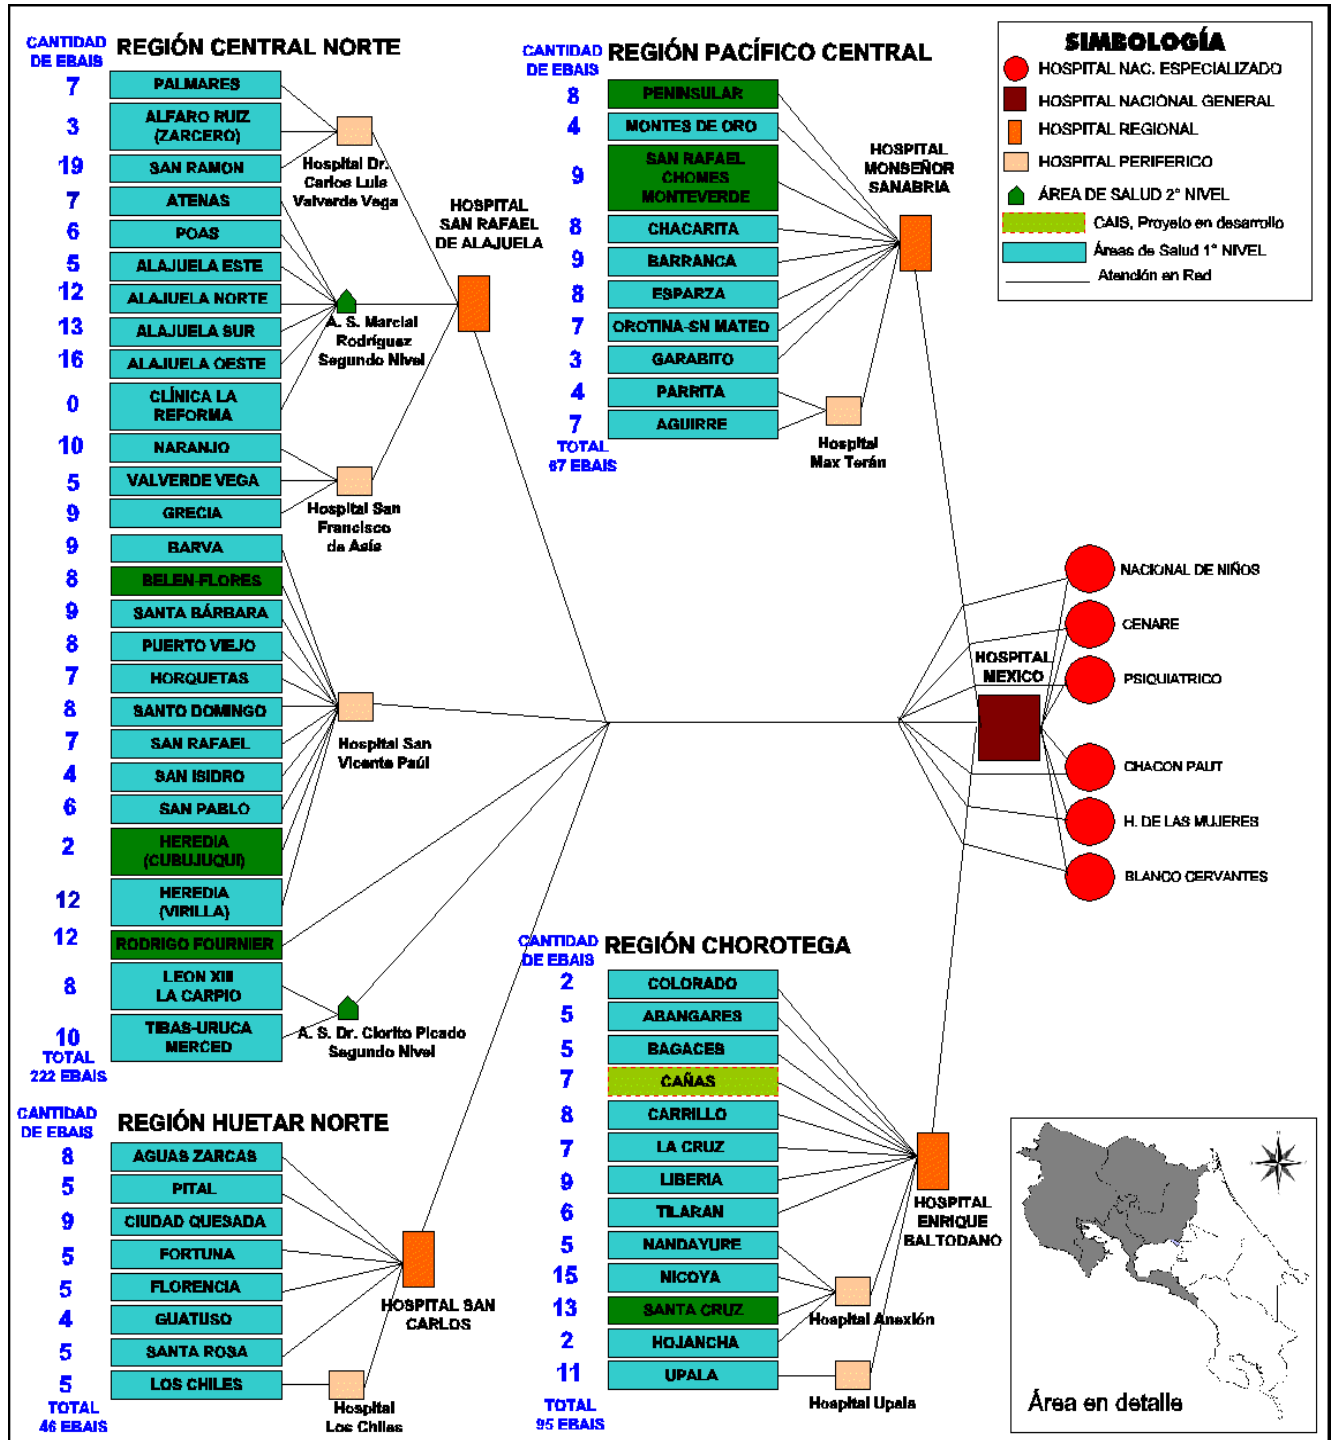 CANTIDAD
DE EBAIS
REGIÓN CENTRAL NORTE
7 PALMARES
3 ALFARO RUIZ
(ZARCERO)
19 SAN RAMON
7 ATENAS
6 POAS
5 ALAJUELA ESTE
12 ALAJUELA NORTE
13 ALAJUELA SUR
16 ALAJUELA OESTE
0 CLÍNICA LA
REFORMA
10 NARANJO
5 VALVERDE VEGA
9 GRECIA
9 BARVA
8 BELEN-FLORES
9 SANTA BÁRBARA
8 PUERTO VIEJO
7 HORQUETAS
8 SANTO DOMINGO
7 SAN RAFAEL
4 SAN ISIDRO
6 SAN PABLO
2 HEREDIA
(CUBUJUQUI)
12 HEREDIA
(VIRILLA)
12 RODRIGO FOURNIER
8 LEON XIII
LA CARPIO
10 TIBAS-URUCA
MERCED
TOTAL
222 EBAIS
Hospital Dr.
Carlos Luis
Valverde Vega
HOSPITAL
SAN RAFAEL
DE ALAJUELA
A. S. Marcial
Rodríguez
Segundo Nivel
Hospital San
Francisco
de Asís
Hospital San
Vicente Paúl
A. S. Dr. Clorito Picado
Segundo Nivel
CANTIDAD
DE EBAIS
REGIÓN HUETAR NORTE
8 AGUAS ZARCAS
5 PITAL
9 CIUDAD QUESADA
5 FORTUNA
5 FLORENCIA
4 GUATUSO
5 SANTA ROSA
5 LOS CHILES
TOTAL
46 EBAIS
HOSPITAL SAN
CARLOS
Hospital
Los Chiles
CANTIDAD
DE EBAIS
REGIÓN PACÍFICO CENTRAL
8 PENINSULAR
4 MONTES DE ORO
9 SAN RAFAEL
CHOMES
MONTEVERDE
8 CHACARITA
9 BARRANCA
8 ESPARZA
7 OROTINA-SN MATEO
3 GARABITO
4 PARRITA
7 AGUIRRE
TOTAL
67 EBAIS
HOSPITAL
MONSEÑOR
SANABRIA
Hospital
Max Terán
SIMBOLOGÍA
HOSPITAL NAC. ESPECIALIZADO
HOSPITAL NACIONAL GENERAL
HOSPITAL REGIONAL
HOSPITAL PERIFERICO
ÁREA DE SALUD 2° NIVEL
CAIS, Proyeto en desarrollo
Áreas de Salud 1° NIVEL
Atención en Red
HOSPITAL
MEXICO
NACIONAL DE NIÑOS
CENARE
PSIQUIATRICO
CHACON PAUT
H. DE LAS MUJERES
BLANCO CERVANTES
CANTIDAD
DE EBAIS
REGIÓN CHOROTEGA
2 COLORADO
5 ABANGARES
5 BAGACES
7 CAÑAS
8 CARRILLO
7 LA CRUZ
9 LIBERIA
6 TILARAN
5 NANDAYURE
15 NICOYA
13 SANTA CRUZ
2 HOJANCHA
11 UPALA
TOTAL
95 EBAIS
HOSPITAL
ENRIQUE
BALTODANO
Hospital Anexión
Hospital Upala
Área en detalle